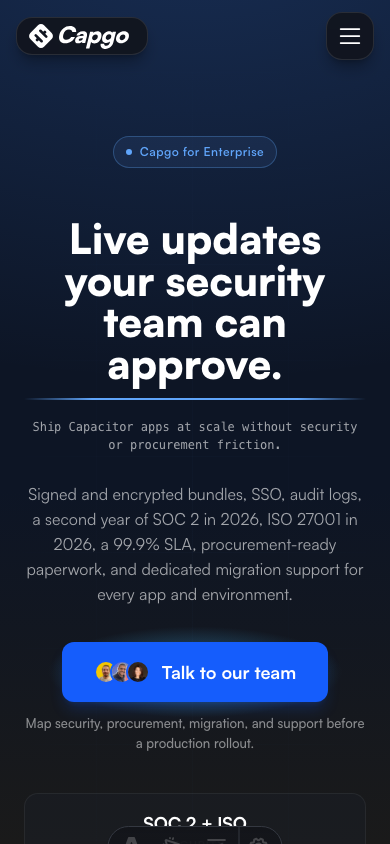 Capgo
Capgo for Enterprise
Live updates
your security
team can
approve.
Ship Capacitor apps at scale without security
or procurement friction.
Signed and encrypted bundles, SSO, audit logs,
a second year of SOC 2 in 2026, ISO 27001 in
2026, a 99.9% SLA, procurement-ready
paperwork, and dedicated migration support for
every app and environment.
Talk to our team
Map security, procurement, migration, and support before
a production rollout.
SOC 2 + ISO